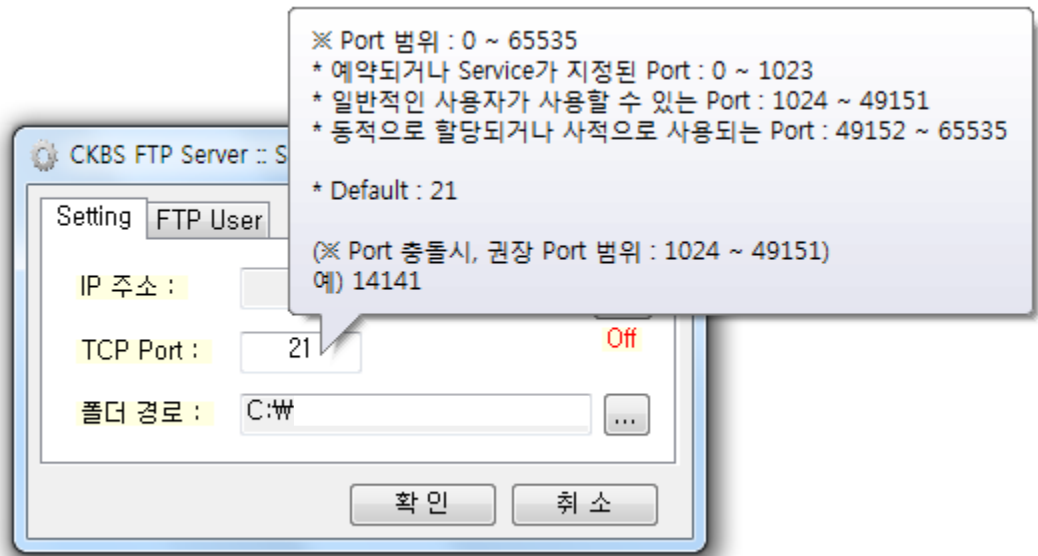 ※ Port 범위 : 0 ~ 65535
* 예약되거나 Service가 지정된 Port : 0 ~ 1023
* 일반적인 사용자가 사용할 수 있는 Port : 1024 ~ 49151
* 동적으로 할당되거나 사적으로 사용되는 Port : 49152 ~ 65535
* Default : 21
(※ Port 충돌시, 권장 Port 범위 : 1024 ~ 49151)
예) 14141
CKBS FTP Server :: S
Setting FTP User
IP 주소 :
Off
TCP Port : 21
폴더 경로 : C:₩ ...
확 인 취 소